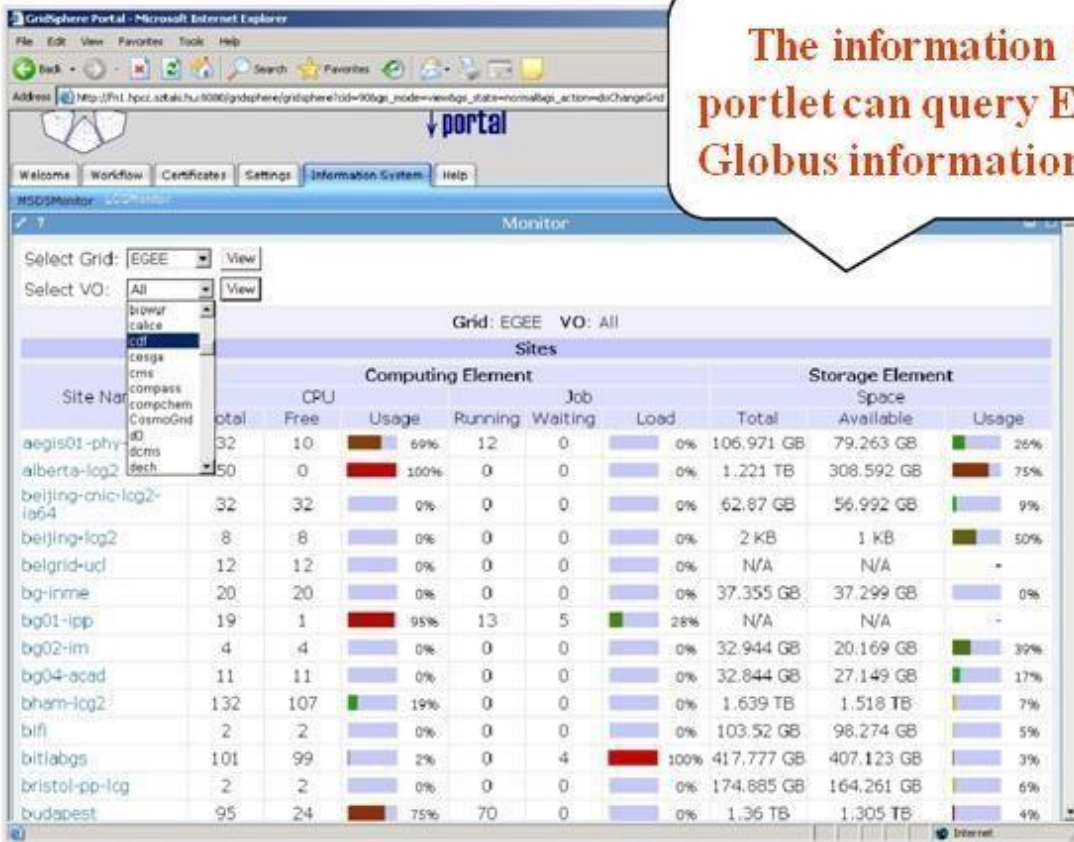 GridSphere Portal - Microsoft Internet Explorer
File Edit View Favorites Tools Help
Back Search Favorites
Address
portal
The information
portlet can query E
Globus information
Welcome Workflow Certificates Settings Information System Help
Monitor
Select Grid: EGEE View
Select VO: All View
calice
cdf
cesga
cms
compass
compchem
CosmoGrid
d0
dcms
dech
Grid: EGEE VO: All
Sites
Computing Element Storage Element
Site Nar CPU Job Space
otal Free Usage Running Waiting Load Total Available Usage
aegis01-phy- 32 10 69% 12 0 0% 106.971 GB 79.263 GB 26%
alberta-lcg2 50 0 100% 0 0 0% 1.221 TB 308.592 GB 75%
beijing-cnic-lcg2-
ia64 32 32 0% 0 0 0% 62.87 GB 56.992 GB 9%
beijing-lcg2 8 8 0% 0 0 0% 2 KB 1 KB 50%
belgrid-ucl 12 12 0% 0 0 0% N/A N/A -
bg-inrne 20 20 0% 0 0 0% 37.355 GB 37.299 GB 0%
bg01-ipp 19 1 95% 13 5 28% N/A N/A -
bg02-im 4 4 0% 0 0 0% 32.944 GB 20.169 GB 39%
bg04-acad 11 11 0% 0 0 0% 32.844 GB 27.149 GB 17%
bham-lcg2 132 107 19% 0 0 0% 1.639 TB 1.518 TB 7%
bifi 2 2 0% 0 0 0% 103.52 GB 98.274 GB 5%
bitlabgs 101 99 2% 0 4 100% 417.777 GB 407.123 GB 3%
bristol-pp-lcg 2 2 0% 0 0 0% 174.885 GB 164.261 GB 6%
budapest 95 24 75% 70 0 0% 1.36 TB 1.305 TB 4%
Internet